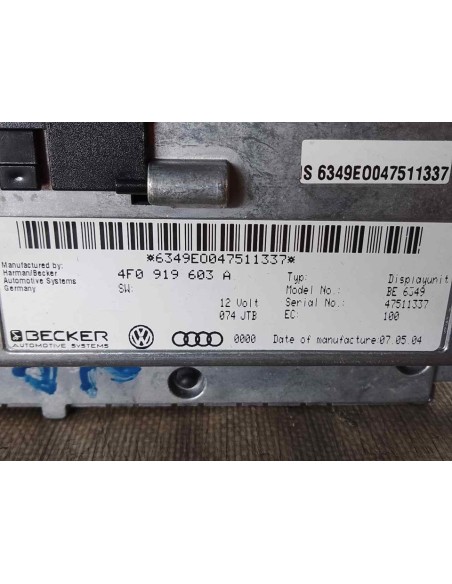 S 6349E0047511337
*6349E0047511337*
Manufactured by:
Harman/Becker
Automotive Systems
Germany
4F0 919 603 A
SW:
12 Volt
074 JTB
Typ: Displayunit
Model No.: BE 6349
Serial No.: 47511337
EC: 100
BECKER
AUTOMOTIVE SYSTEMS
0000
Date of manufacture: 07.05.04